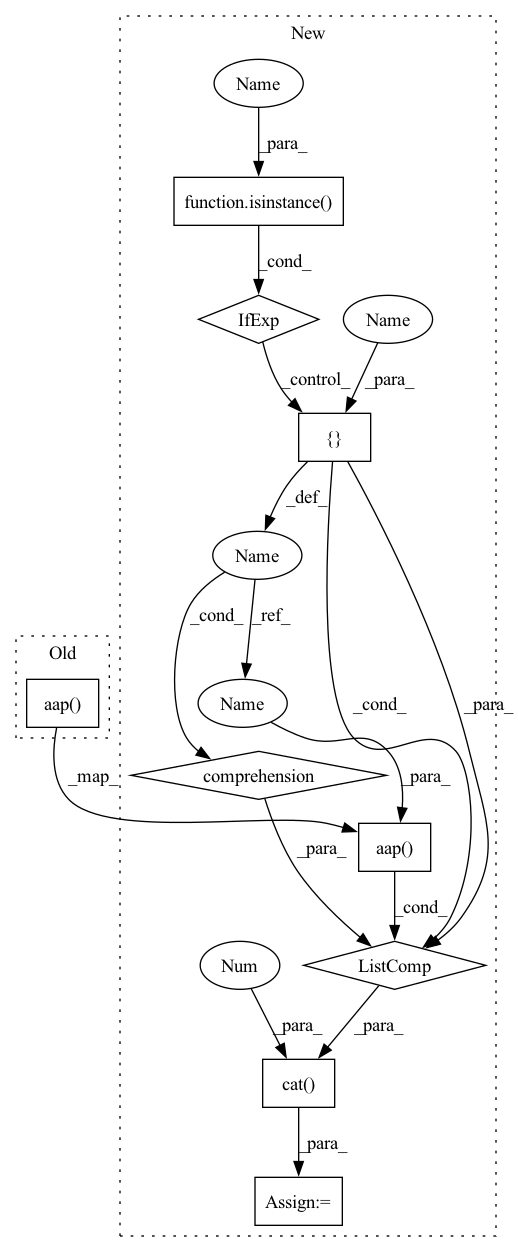 New
Name
_para_
function.isinstance()
_cond_
IfExp
Name
_control_
_para_
{}
_def_
Name
_cond_
_ref_
Old
aap()
Name
_cond_
_para_
_map_
comprehension
_para_
_para_
aap()
_cond_
Num
ListComp
_para_
_para_
cat()
_para_
Assign:=